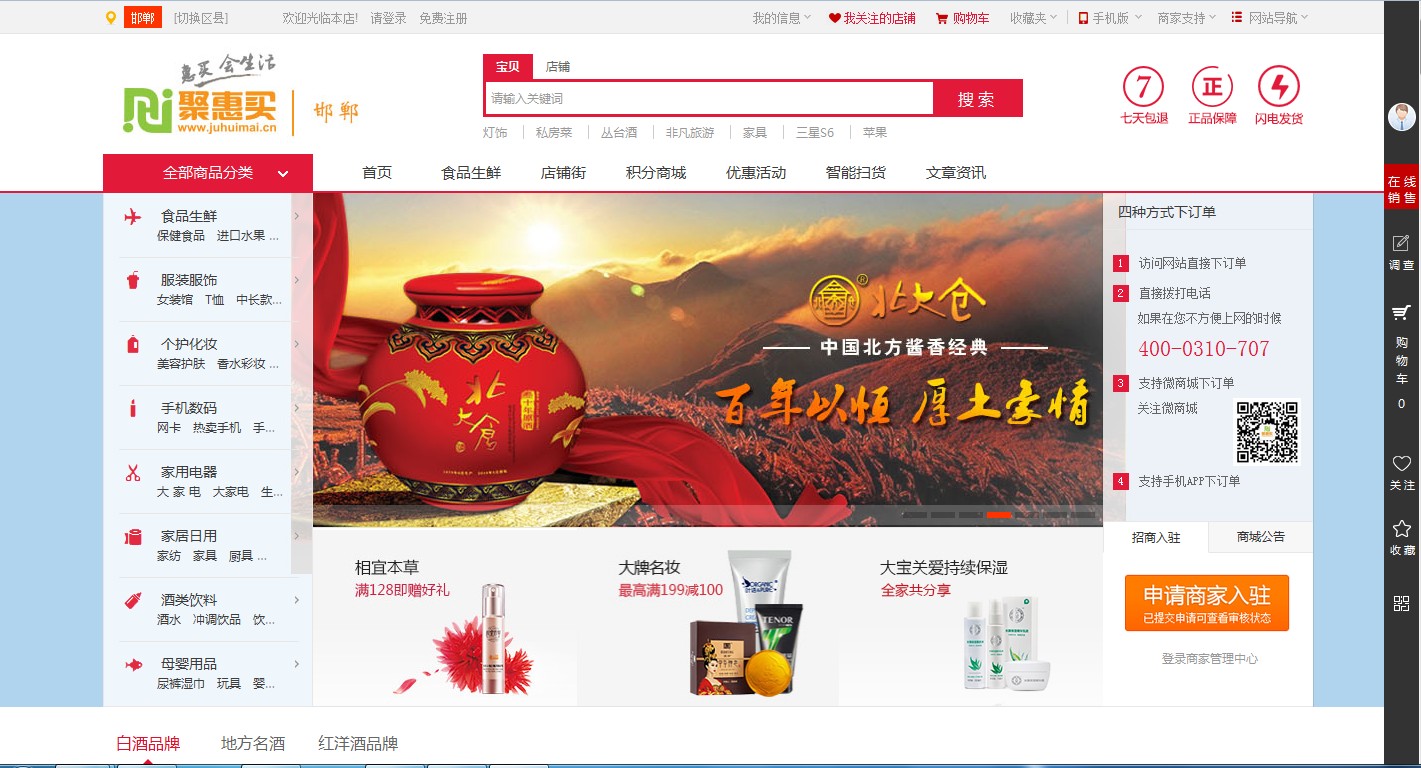 邯郸 [切换区县] 欢迎光临本店! 请登录 免费注册 我的信息 我关注的店铺 购物车 收藏夹 手机版 商家支持 网站导航
惠买 会生活
聚惠买
www.juhuimai.cn
邯郸
宝贝 店铺
请输入关键词 搜索
灯饰 私房菜 丛台酒 非凡旅游 家具 三星S6 苹果
7 正
七天包退 正品保障 闪电发货
全部商品分类 首页 食品生鲜 店铺街 积分商城 优惠活动 智能扫货 文章资讯
食品生鲜
保健食品 进口水果 ...
服装服饰
女装馆 T恤 中长款...
个护化妆
美容护肤 香水彩妆 ...
手机数码
网卡 热卖手机 手...
家用电器
大 家 电 大家电 生...
家居日用
家纺 家具 厨具 ...
酒类饮料
酒水 冲调饮品 饮...
母婴用品
尿裤湿巾 玩具 婴...
北大仓
北大仓®
中国北方酱香经典
百年以恒 厚土豪情
四种方式下订单
1 访问网站直接下订单
2 直接拨打电话
如果在您不方便上网的时候
400-0310-707
3 支持微商城下订单
关注微商城
4 支持手机APP下订单
招商入驻 商城公告
申请商家入驻
已提交申请可查看审核状态
登录商家管理中心
相宜本草
满128即赠好礼
大牌名妆
最高满199减100
ORGANIC
TENOR
大宝关爱持续保湿
全家共分享
白酒品牌 地方名酒 红洋酒品牌
在线
销售
调查
购
物
车
0
关注
收藏